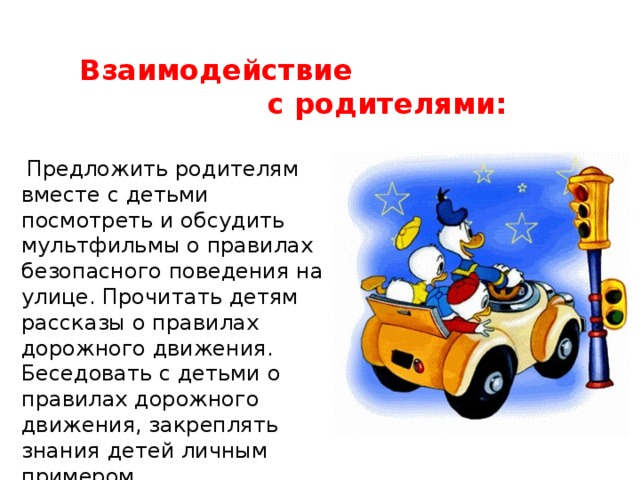 Взаимодействие
с родителями:
Предложить родителям
вместе с детьми
посмотреть и обсудить
мультфильмы о правилах
безопасного поведения на
улице. Прочитать детям
рассказы о правилах
дорожного движения.
Беседовать с детьми о
правилах дорожного
движения, закреплять
знания детей личным
примером